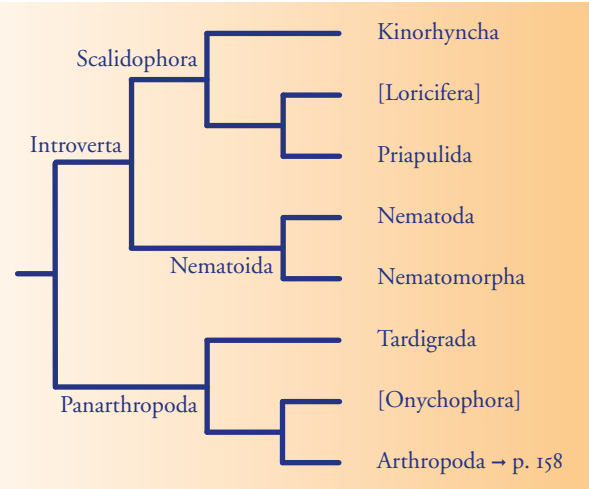 Kinorhyncha
Scalidophora
[Loricifera]
Introverta
Priapulida
Nematoda
Nematoida
Nematomorpha
Tardigrada
Panarthropoda
[Onychophora]
Arthropoda → p. 158